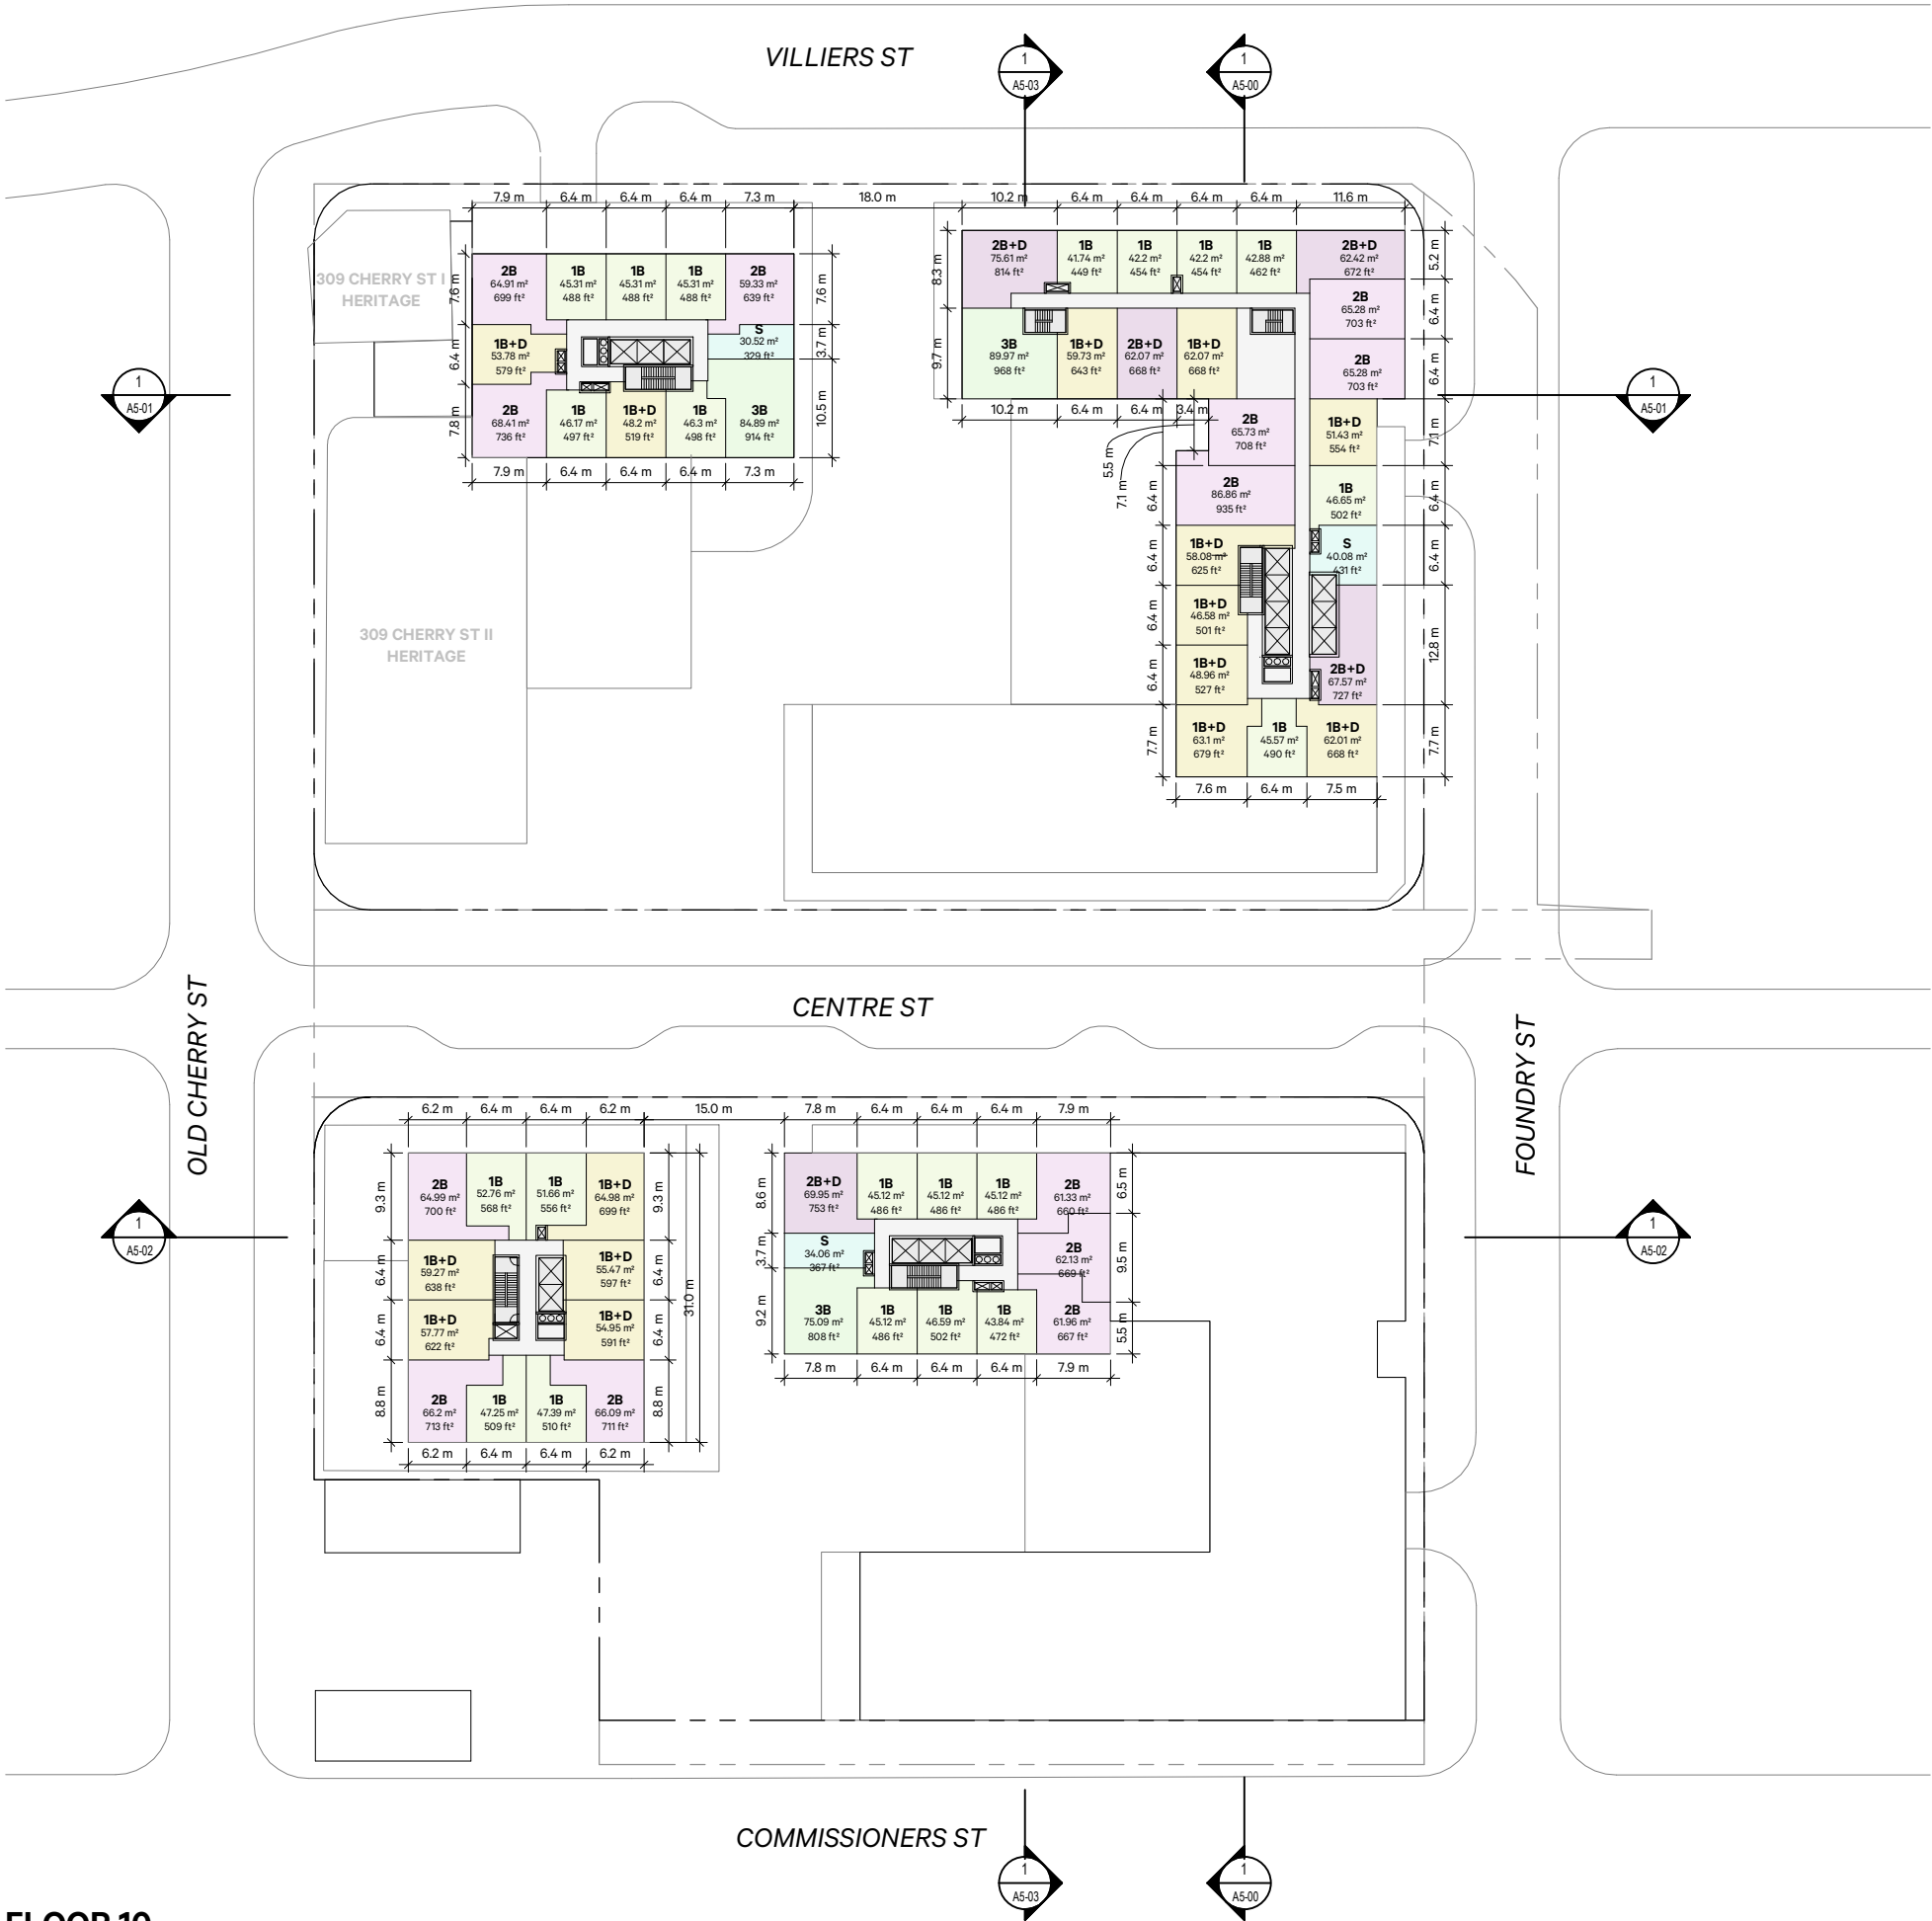 VILLIERS ST
1
A5-03
1
A5-00
7.9 m
6.4 m
6.4 m
6.4 m
7.3 m
18.0 m
10.2 m
6.4 m
6.4 m
6.4 m
6.4 m
11.6 m
309 CHERRY ST I
HERITAGE
7.6 m
6.4 m
7.8 m
2B
64.91 m²
699 ft²
1B
45.31 m²
488 ft²
1B
45.31 m²
488 ft²
1B
45.31 m²
488 ft²
2B
59.33 m²
639 ft²
1B+D
53.78 m²
579 ft²
S
30.52 m²
329 ft²
2B
68.41 m²
736 ft²
1B
46.17 m²
497 ft²
1B+D
48.2 m²
519 ft²
1B
46.3 m²
498 ft²
3B
84.89 m²
914 ft²
7.6 m
3.7 m
10.5 m
7.9 m
6.4 m
6.4 m
6.4 m
7.3 m
8.3 m
9.7 m
2B+D
75.61 m²
814 ft²
1B
41.74 m²
449 ft²
1B
42.2 m²
454 ft²
1B
42.2 m²
454 ft²
1B
42.88 m²
462 ft²
2B+D
62.42 m²
672 ft²
2B
65.28 m²
703 ft²
3B
89.97 m²
968 ft²
1B+D
59.73 m²
643 ft²
2B+D
62.07 m²
668 ft²
1B+D
62.07 m²
668 ft²
2B
65.28 m²
703 ft²
5.2 m
6.4 m
6.4 m
10.2 m
6.4 m
6.4 m
3.4 m
5.5 m
7.1 m
2B
65.73 m²
708 ft²
1B+D
51.43 m²
554 ft²
7.1 m
2B
86.86 m²
935 ft²
1B
46.65 m²
502 ft²
6.4 m
6.4 m
1B+D
58.08 m²
625 ft²
S
40.08 m²
431 ft²
6.4 m
6.4 m
1B+D
46.58 m²
501 ft²
6.4 m
1B+D
48.96 m²
527 ft²
6.4 m
2B+D
67.57 m²
727 ft²
12.8 m
1B+D
63.1 m²
679 ft²
1B
45.57 m²
490 ft²
1B+D
62.01 m²
668 ft²
7.7 m
7.7 m
7.6 m
6.4 m
7.5 m
1
A5-01
1
A5-01
309 CHERRY ST II
HERITAGE
CENTRE ST
OLD CHERRY ST
FOUNDRY ST
6.2 m
6.4 m
6.4 m
6.2 m
15.0 m
7.8 m
6.4 m
6.4 m
6.4 m
7.9 m
9.3 m
6.4 m
6.4 m
8.8 m
2B
64.99 m²
700 ft²
1B
52.76 m²
568 ft²
1B
51.66 m²
556 ft²
1B+D
64.98 m²
699 ft²
1B+D
59.27 m²
638 ft²
1B+D
55.47 m²
597 ft²
1B+D
57.77 m²
622 ft²
1B+D
54.95 m²
591 ft²
2B
66.2 m²
713 ft²
1B
47.25 m²
509 ft²
1B
47.39 m²
510 ft²
2B
66.09 m²
711 ft²
9.3 m
6.4 m
6.4 m
8.8 m
31.0 m
6.2 m
6.4 m
6.4 m
6.2 m
8.6 m
3.7 m
9.2 m
2B+D
69.95 m²
753 ft²
1B
45.12 m²
486 ft²
1B
45.12 m²
486 ft²
1B
45.12 m²
486 ft²
2B
61.33 m²
660 ft²
S
34.06 m²
367 ft²
2B
62.13 m²
669 ft²
3B
75.09 m²
808 ft²
1B
45.12 m²
486 ft²
1B
46.59 m²
502 ft²
1B
43.84 m²
472 ft²
2B
61.96 m²
667 ft²
6.5 m
9.5 m
5.5 m
7.8 m
6.4 m
6.4 m
6.4 m
7.9 m
1
A5-02
1
A5-02
COMMISSIONERS ST
1
A5-03
1
A5-00
FLOOR 10